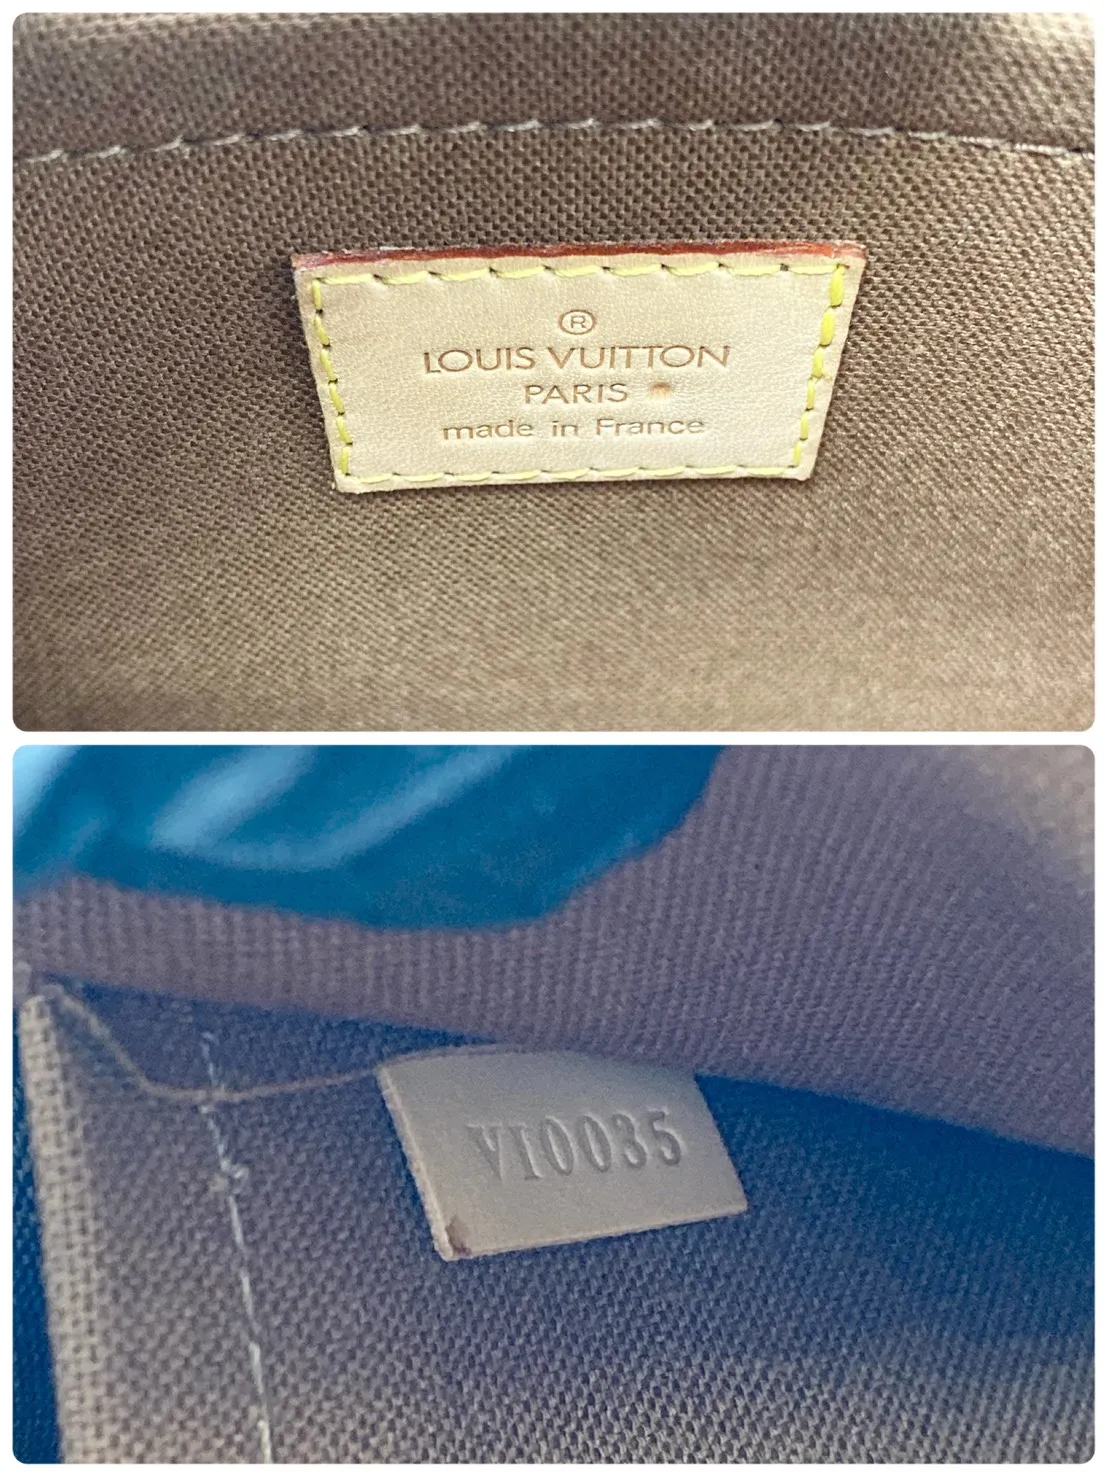 ®
LOUIS VUITTON
PARIS
made in France
VI0035